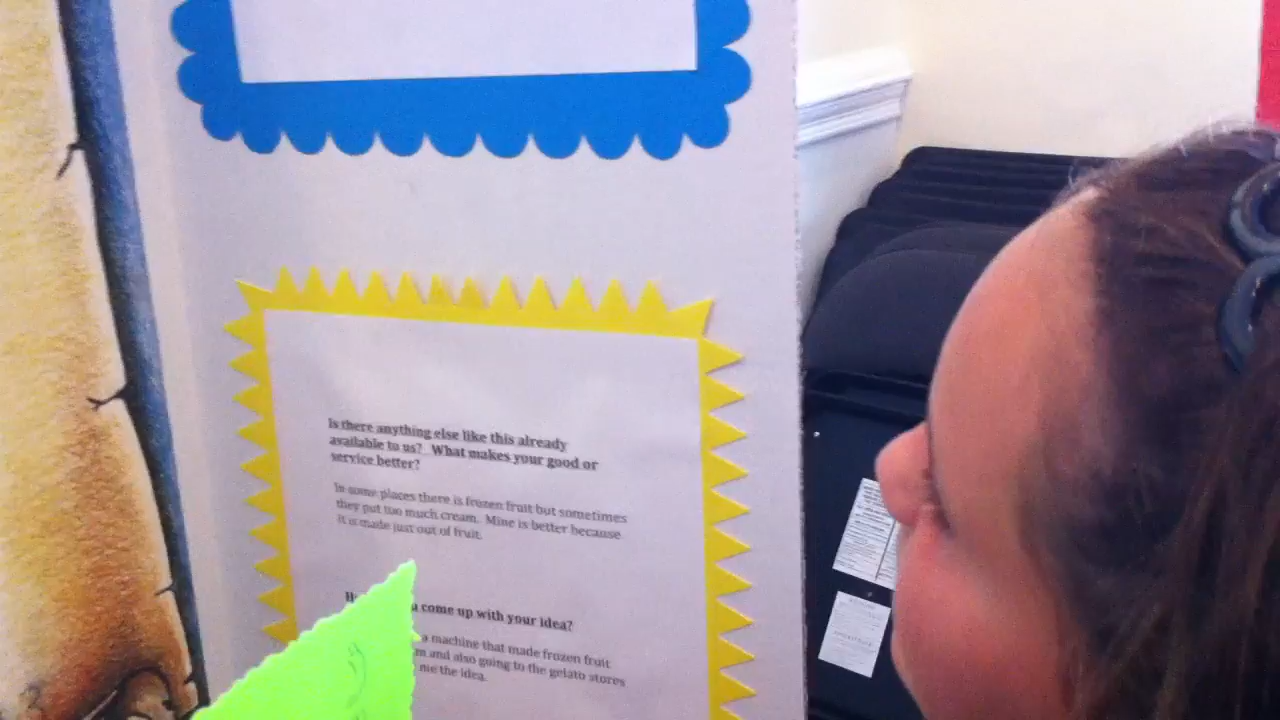 Is there anything else like this already
available to us? What makes your good or
service better?
In some places there is frozen fruit but sometimes
they put too much cream. Mine is better because
it is made just out of fruit.
come up with your idea?
a machine that made frozen fruit
and also going to the gelato stores
me the idea.